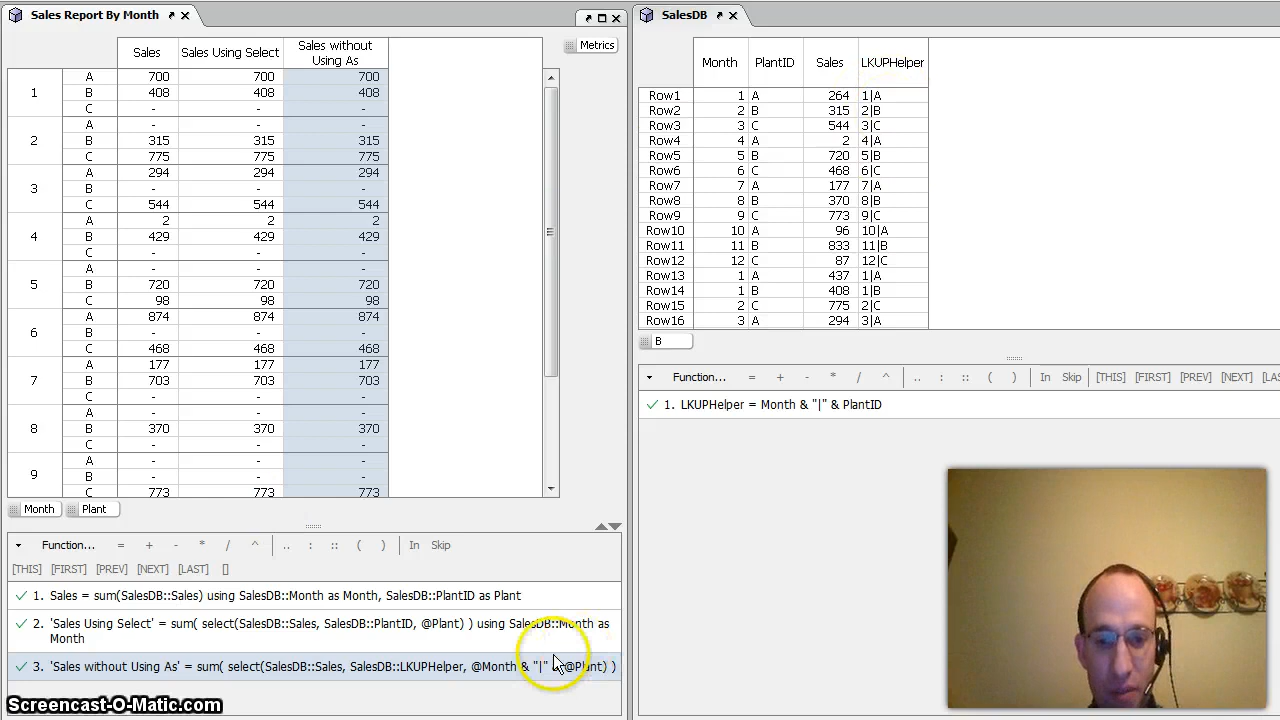 Sales Report By Month
SalesDB
Sales Sales Using Select Sales without Using As
Metrics
1 A 700 700 700
B 408 408 408
C - - -
2 A - - -
B 315 315 315
C 775 775 775
3 A 294 294 294
B - - -
C 544 544 544
4 A 2 2 2
B 429 429 429
C - - -
5 A - - -
B 720 720 720
C 98 98 98
6 A 874 874 874
B - - -
C 468 468 468
7 A 177 177 177
B 703 703 703
C - - -
8 A - - -
B 370 370 370
C - - -
9 A - - -
B - - -
C 773 773 773
Month Plant
Function... = + - * / ^ .. : :: ( ) In Skip
[THIS] [FIRST] [PREV] [NEXT] [LAST] []
1. Sales = sum(SalesDB::Sales) using SalesDB::Month as Month, SalesDB::PlantID as Plant
2. 'Sales Using Select' = sum( select(SalesDB::Sales, SalesDB::PlantID, @Plant) ) using SalesDB::Month as
Month
3. 'Sales without Using As' = sum( select(SalesDB::Sales, SalesDB::LKUPHelper, @Month & "|" & @Plant) )
Month PlantID Sales LKUPHelper
Row1 1 A 264 1|A
Row2 2 B 315 2|B
Row3 3 C 544 3|C
Row4 4 A 2 4|A
Row5 5 B 720 5|B
Row6 6 C 468 6|C
Row7 7 A 177 7|A
Row8 8 B 370 8|B
Row9 9 C 773 9|C
Row10 10 A 96 10|A
Row11 11 B 833 11|B
Row12 12 C 87 12|C
Row13 1 A 437 1|A
Row14 1 B 408 1|B
Row15 2 C 775 2|C
Row16 3 A 294 3|A
B
Function... = + - * / ^ .. : :: ( ) In Skip [THIS] [FIRST] [PREV] [NEXT] [LAS
1. LKUPHelper = Month & "|" & PlantID
Screencast-O-Matic.com